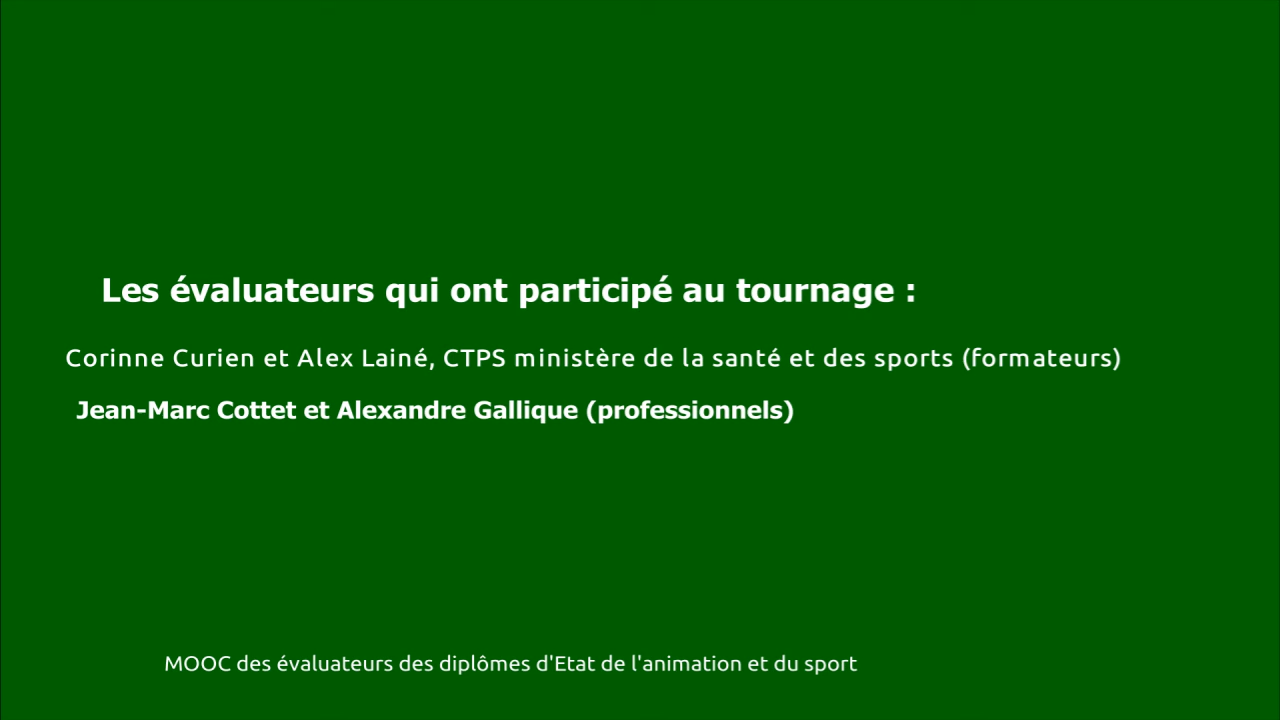 Les évaluateurs qui ont participé au tournage :
Corinne Curien et Alex Lainé, CTPS ministère de la santé et des sports (formateurs)
Jean-Marc Cottet et Alexandre Gallique (professionnels)
MOOC des évaluateurs des diplômes d'Etat de l'animation et du sport